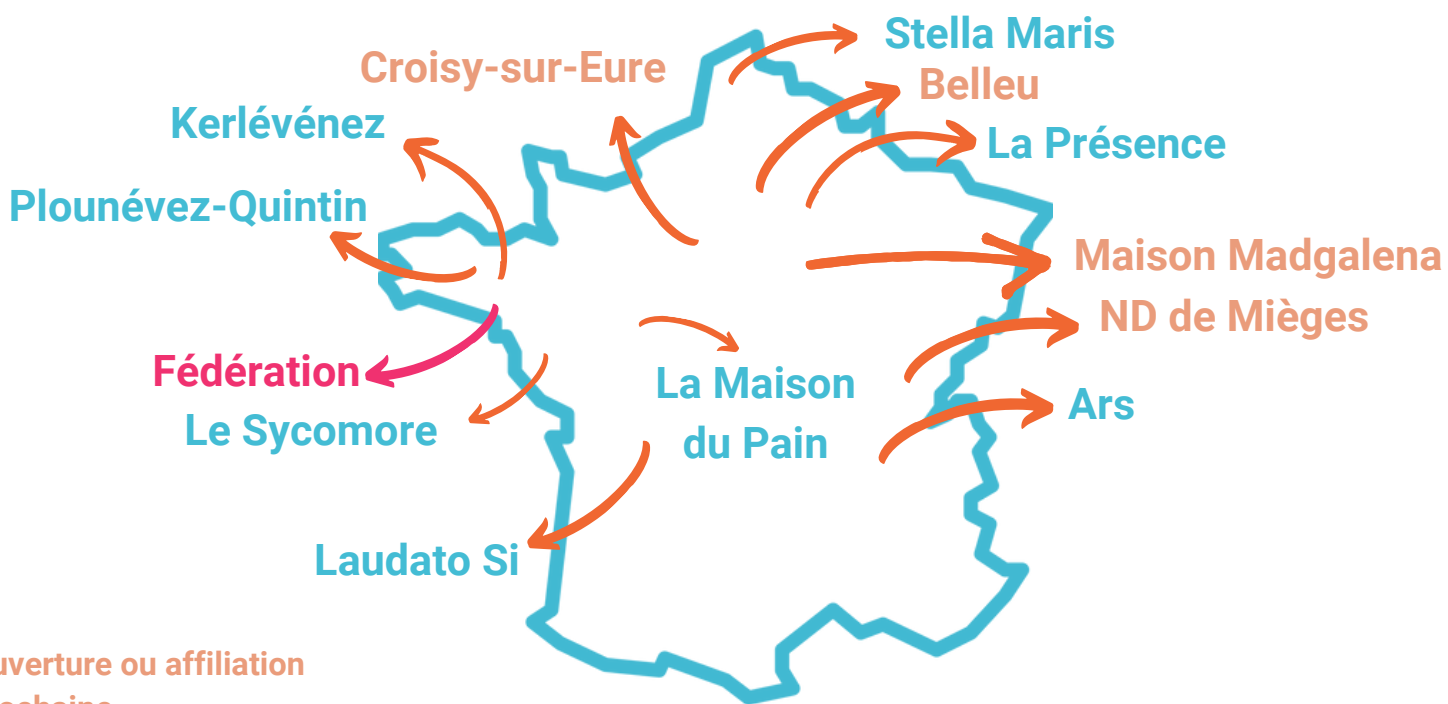 Stella Maris
Croisy-sur-Eure
Belleu
Kerlévénez
La Présence
Plounévez-Quintin
Maison Madgalena
ND de Mièges
Fédération
La Maison
du Pain
Ars
Le Sycomore
Laudato Si
ou affiliation